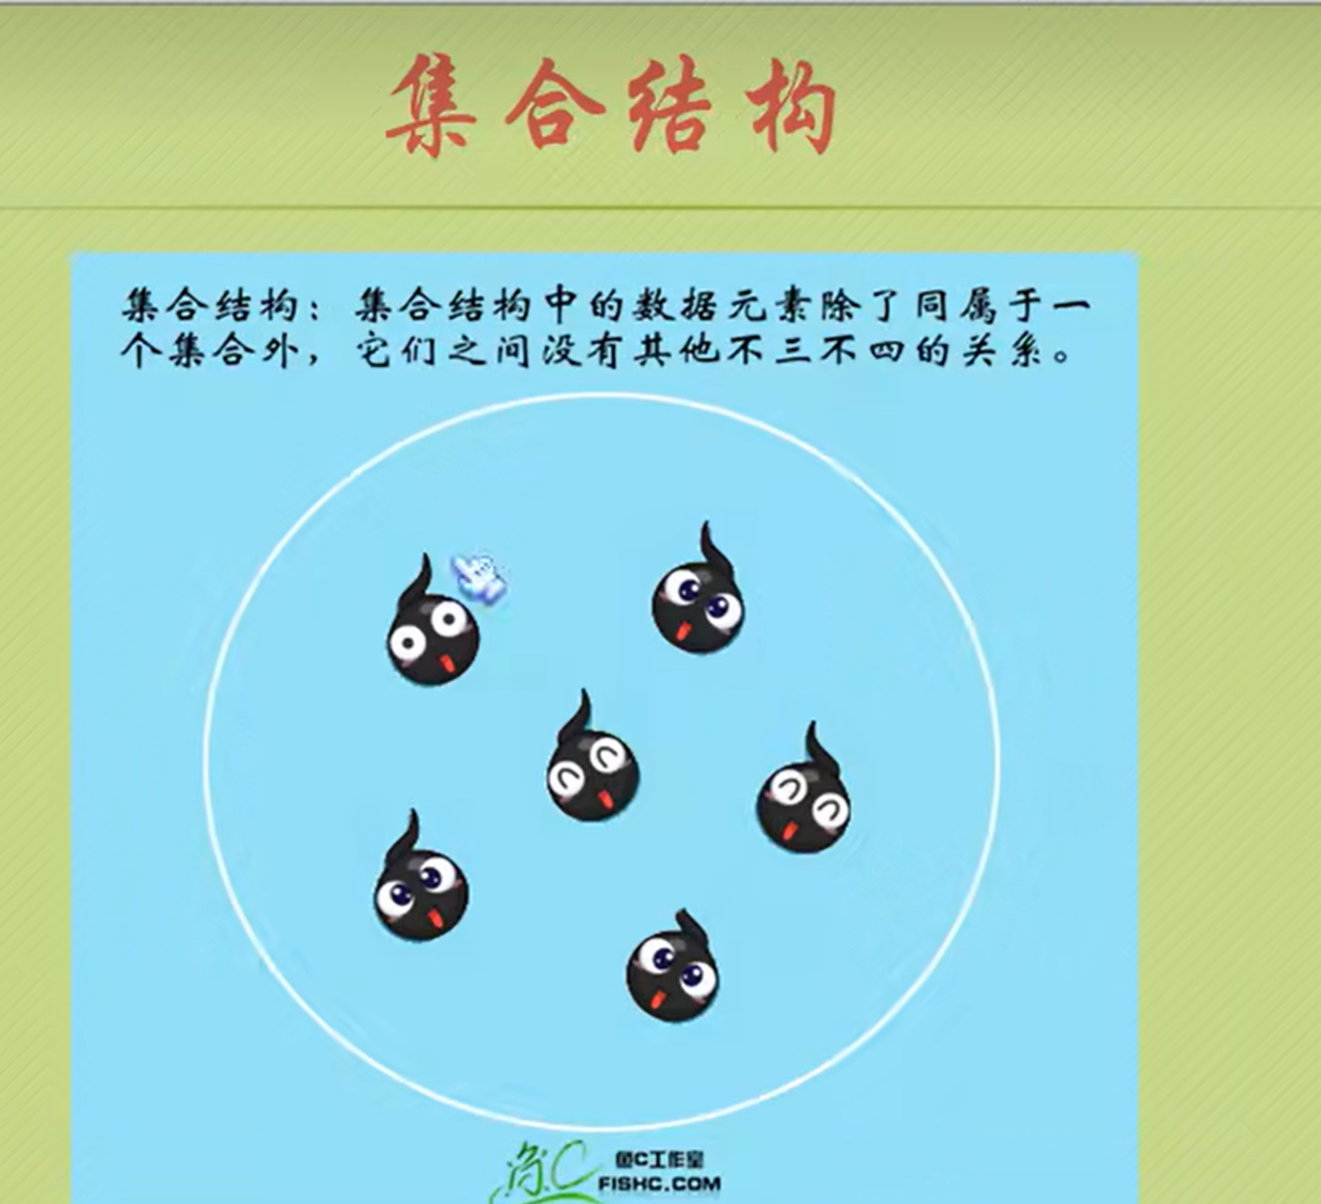 集合结构
集合结构：集合结构中的数据元素除了同属于一
个集合外，它们之间没有其他不三不四的关系。
鱼C
鱼C工作室
FISHC.COM